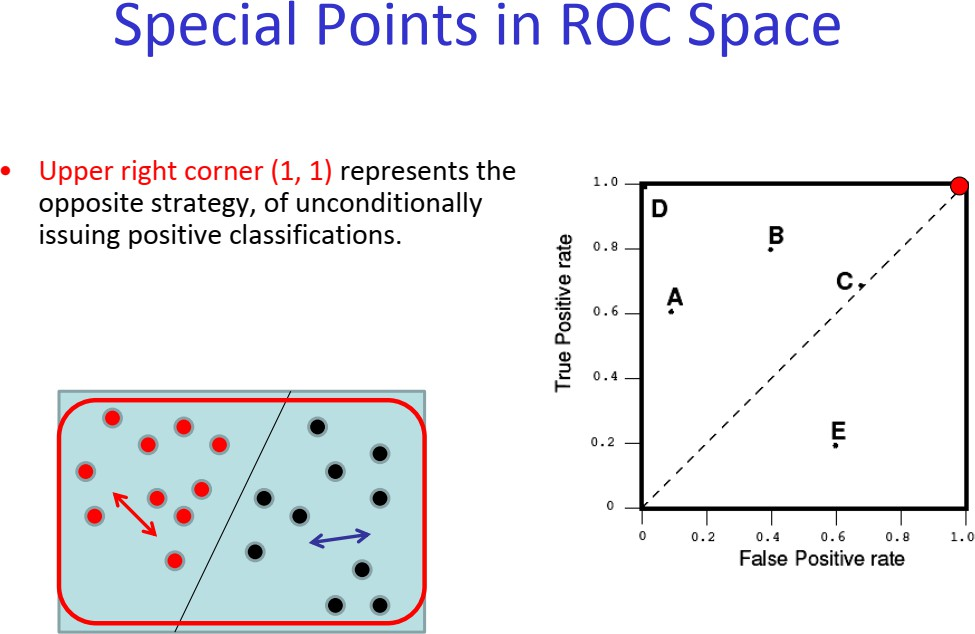 Special Points in ROC Space
• Upper right corner (1, 1) represents the
opposite strategy, of unconditionally
issuing positive classifications.
True Positive rate
1.0
0.8
0.6
0.4
0.2
0
D
B
A
C
E
0 0.2 0.4 0.6 0.8 1.0
False Positive rate